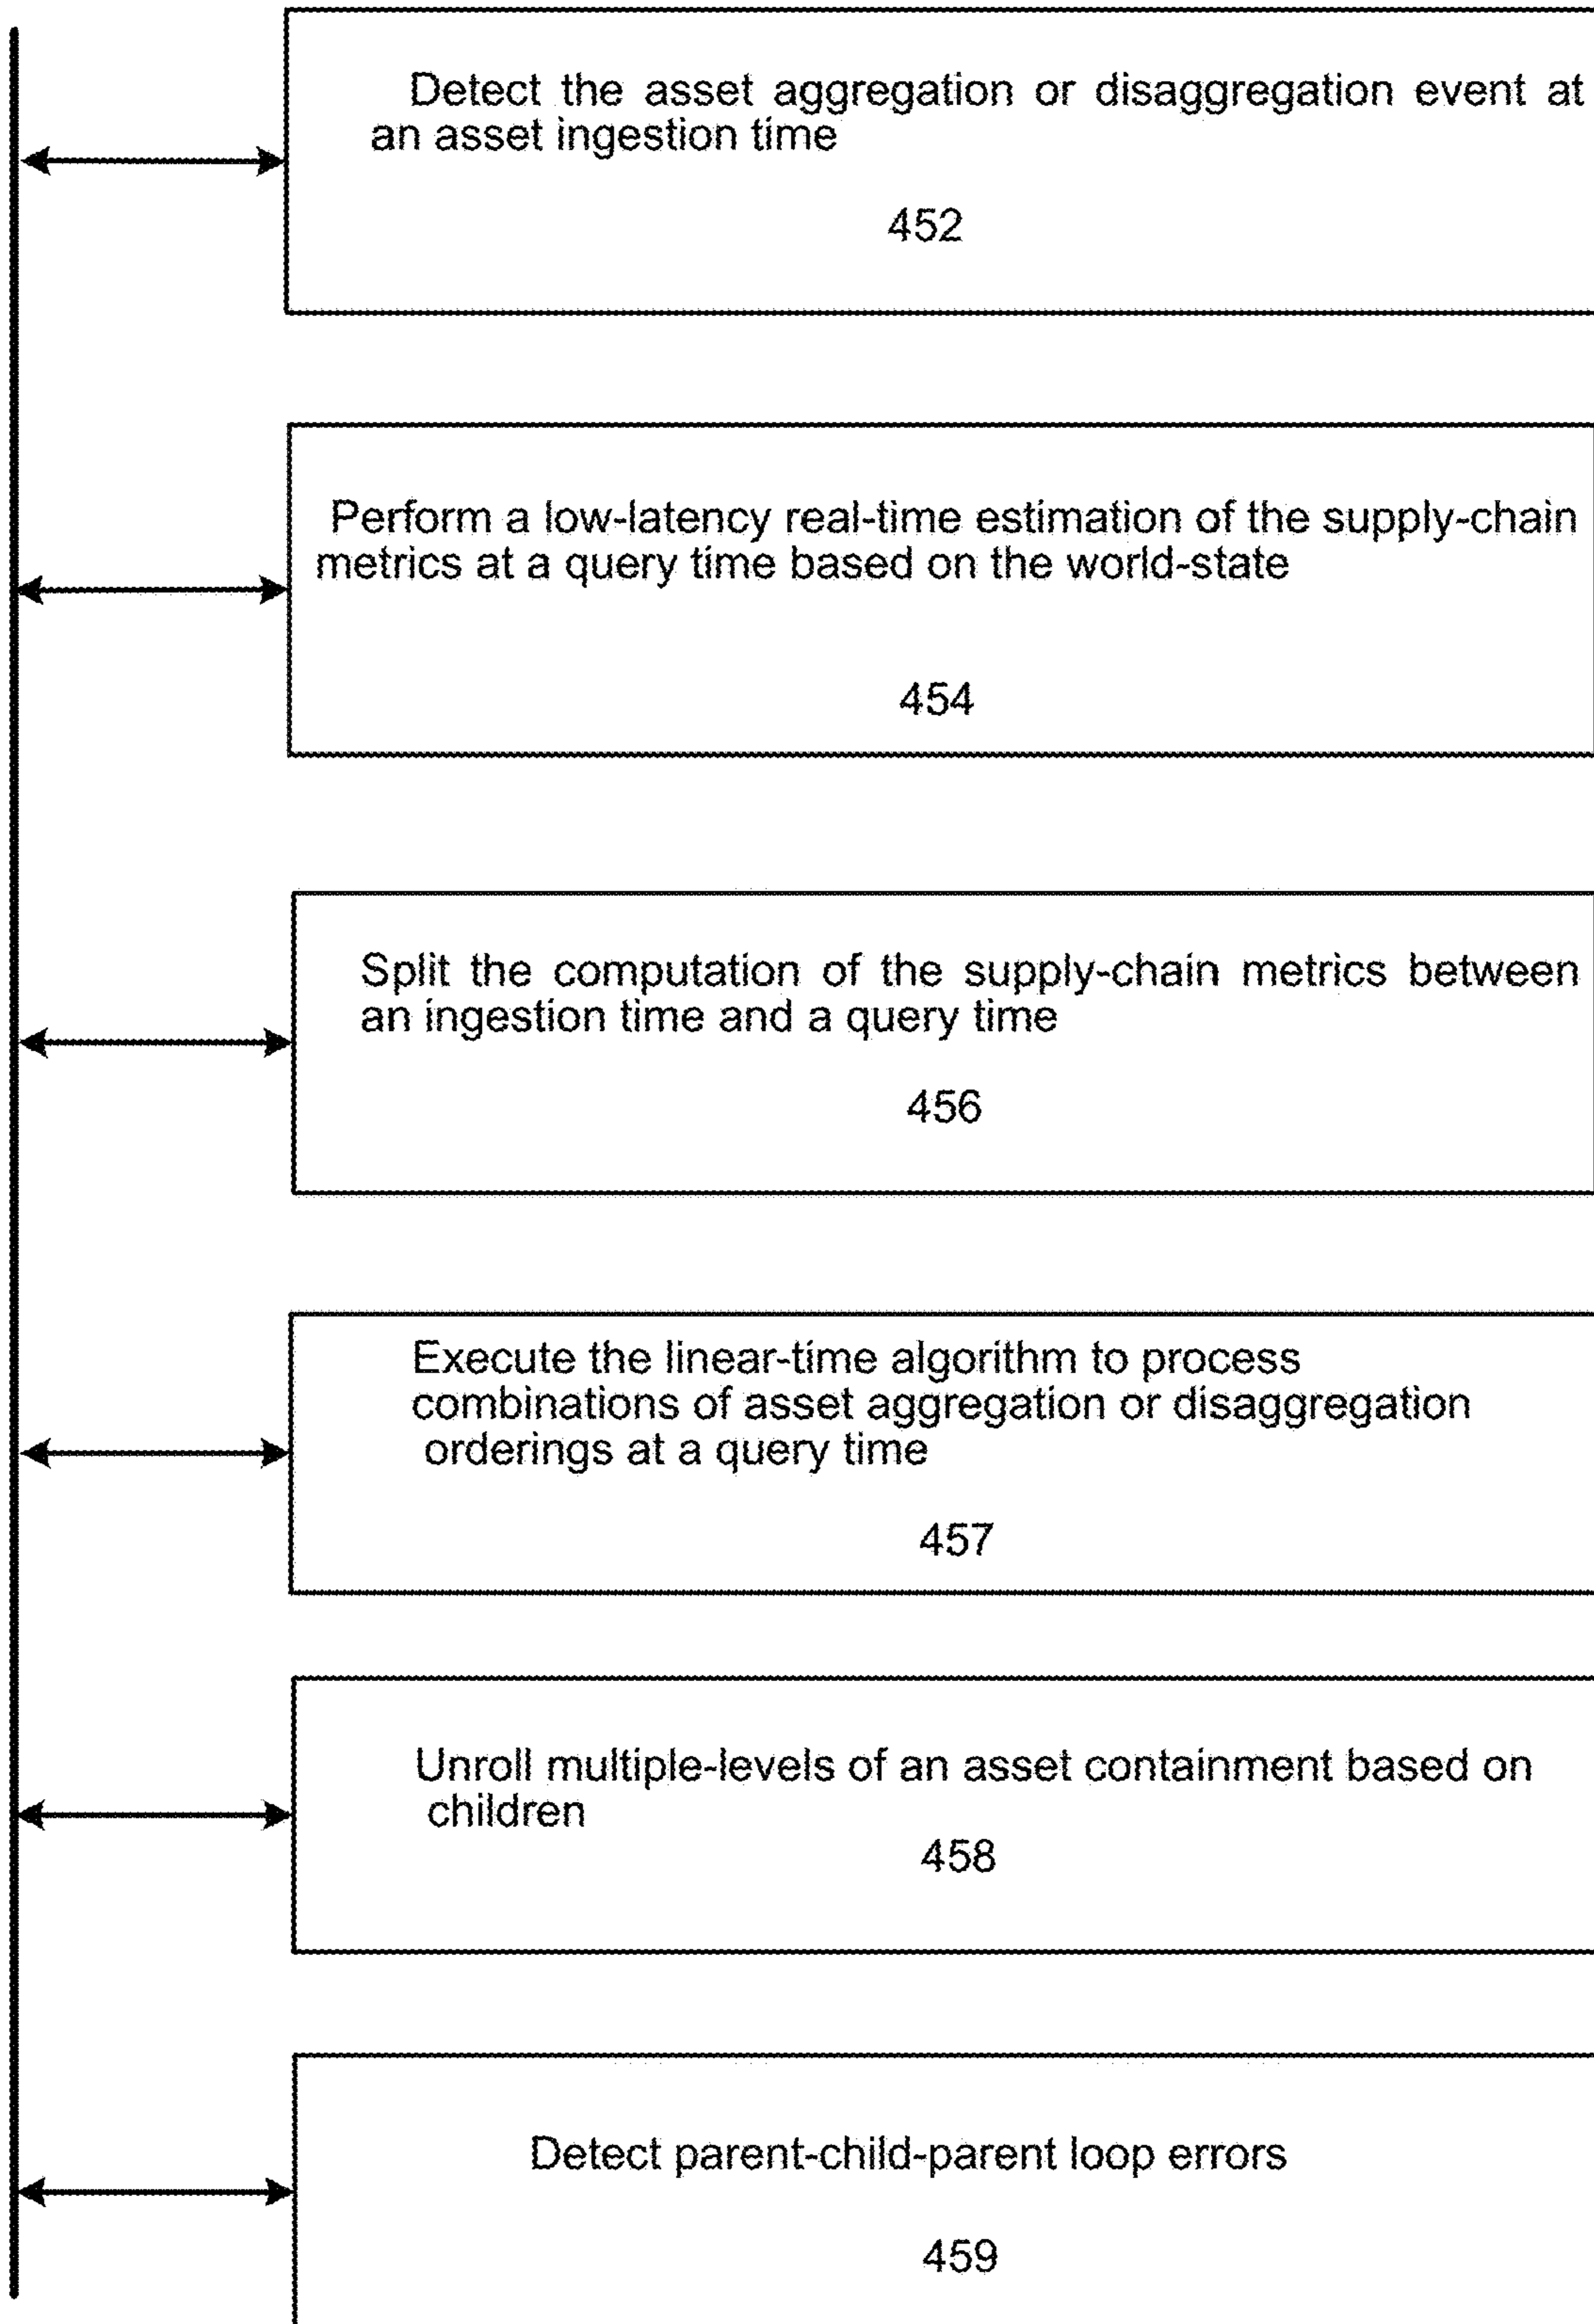 Detect the asset aggregation or disaggregation event at
an asset ingestion time
452
Perform a low-latency real-time estimation of the supply-chain
metrics at a query time based on the world-state
454
Split the computation of the supply-chain metrics between
an ingestion time and a query time
456
Execute the linear-time algorithm to process
combinations of asset aggregation or disaggregation
orderings at a query time
457
Unroll multiple-levels of an asset containment based on
children
458
Detect parent-child-parent loop errors
459